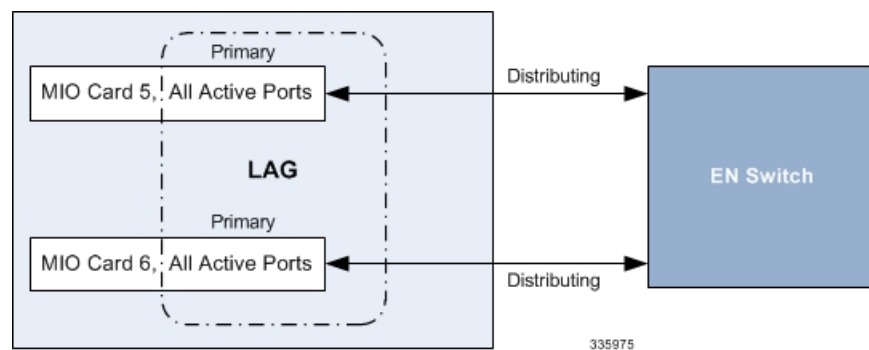 Primary
MIO Card 5, All Active Ports
Distributing
LAG
EN Switch
Primary
MIO Card 6, All Active Ports
Distributing
335975